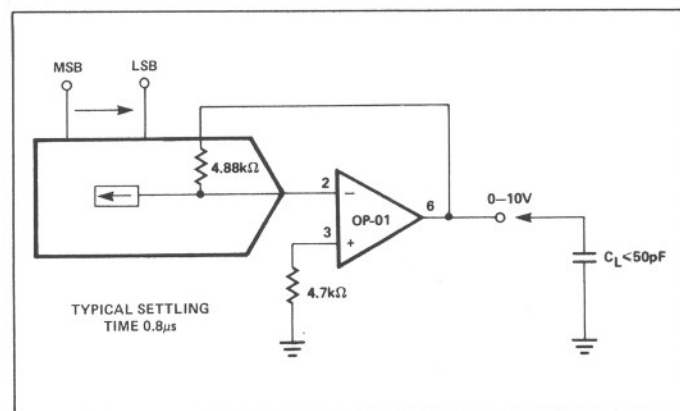 MSB
LSB
4.88kΩ
2
−
OP-01
6
3
+
0–10V
4.7kΩ
C_L<50pF
TYPICAL SETTLING
TIME 0.8μs